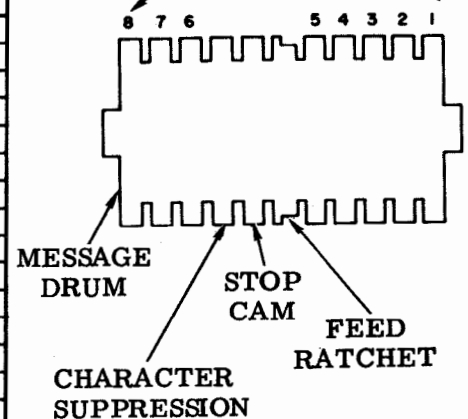 8 7 6 5 4 3 2 1
MESSAGE
DRUM
STOP
CAM
FEED
RATCHET
CHARACTER
SUPPRESSION